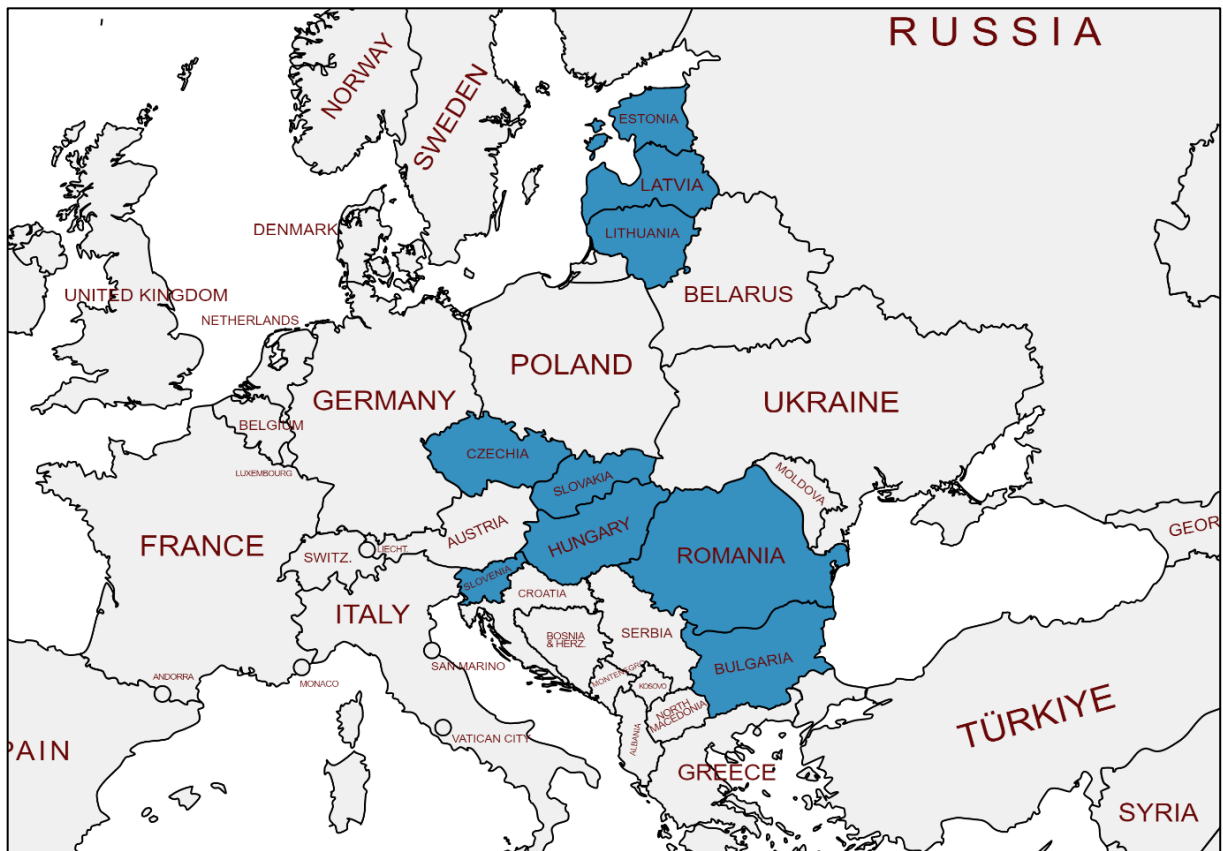 RUSSIA
NORWAY
SWEDEN
ESTONIA
LATVIA
LITHUANIA
DENMARK
UNITED KINGDOM
NETHERLANDS
BELARUS
POLAND
GERMANY
UKRAINE
BELGIUM
LUXEMBOURG
CZECHIA
SLOVAKIA
MOLDOVA
AUSTRIA
HUNGARY
ROMANIA
GEOR
FRANCE
SWITZ.
LIECHT.
SLOVENIA
CROATIA
ITALY
BOSNIA
& HERZ.
SERBIA
SAN MARINO
MONTENEGRO
KOSOVO
BULGARIA
ANDORRA
MONACO
NORTH
MACEDONIA
ALBANIA
VATICAN CITY
TÜRKIYE
PAIN
GREECE
SYRIA